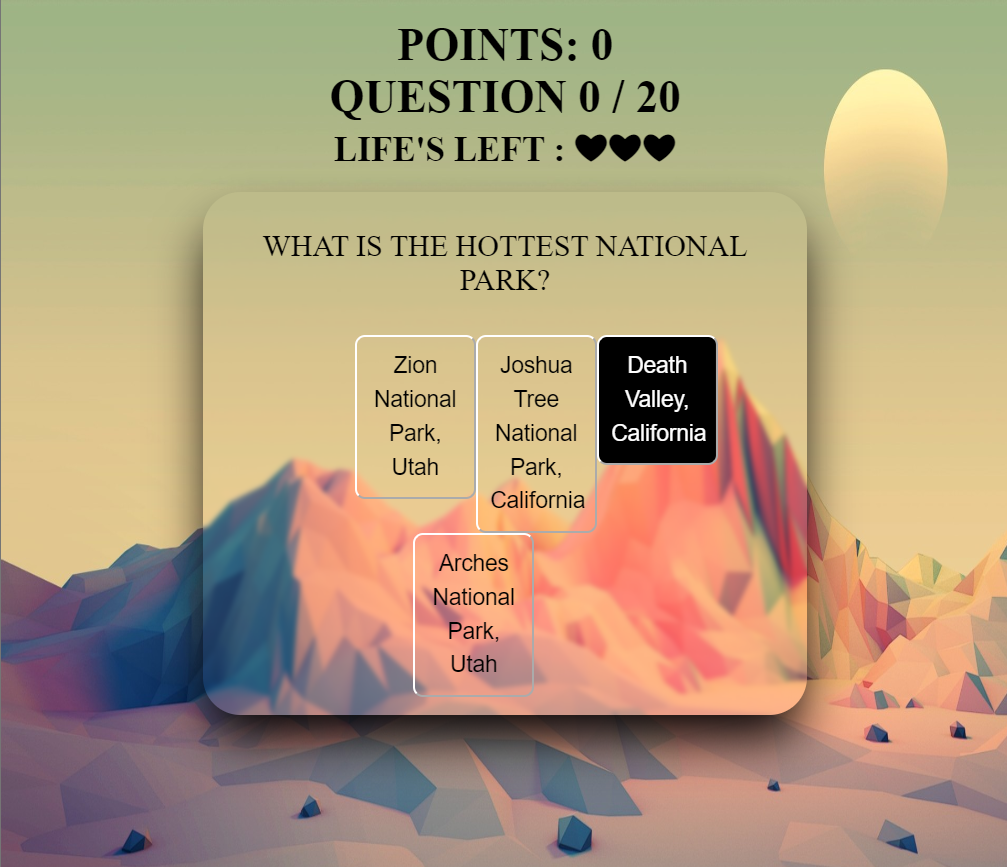 POINTS: 0
QUESTION 0 / 20
LIFE'S LEFT : 🖤🖤🖤
WHAT IS THE HOTTEST NATIONAL
PARK?
Zion
National
Park,
Utah
Joshua
Tree
National
Park,
California
Death
Valley,
California
Arches
National
Park,
Utah